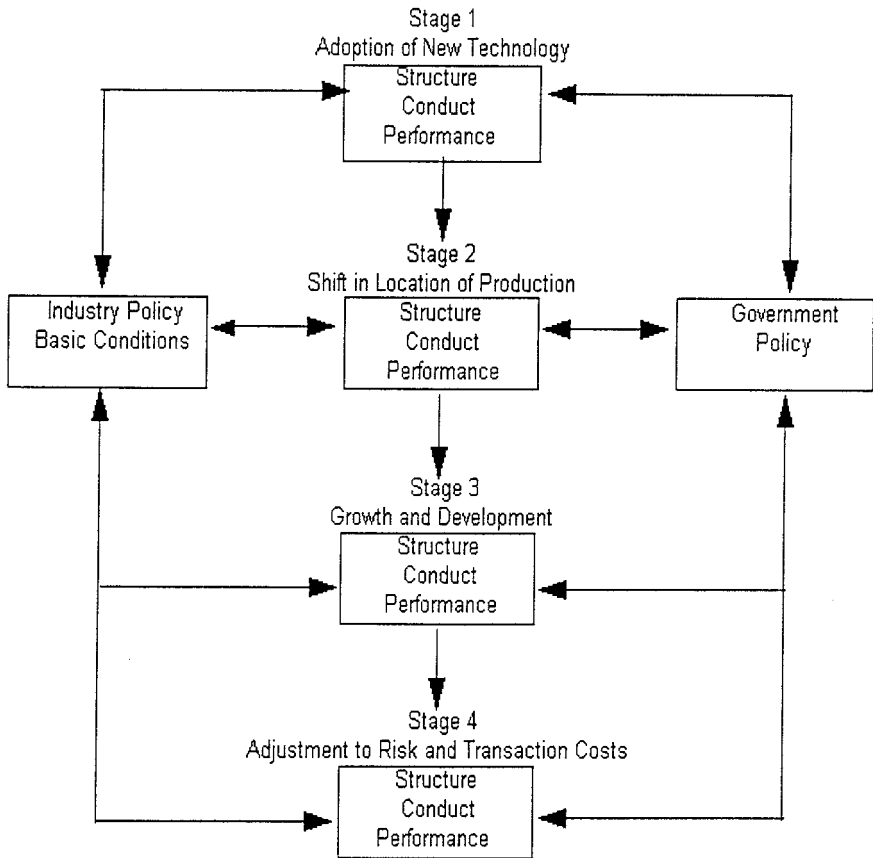 Stage 1
Adoption of New Technology
Structure
Conduct
Performance
Stage 2
Shift in Location of Production
Industry Policy
Basic Conditions
Structure
Conduct
Performance
Government
Policy
Stage 3
Growth and Development
Structure
Conduct
Performance
Stage 4
Adjustment to Risk and Transaction Costs
Structure
Conduct
Performance